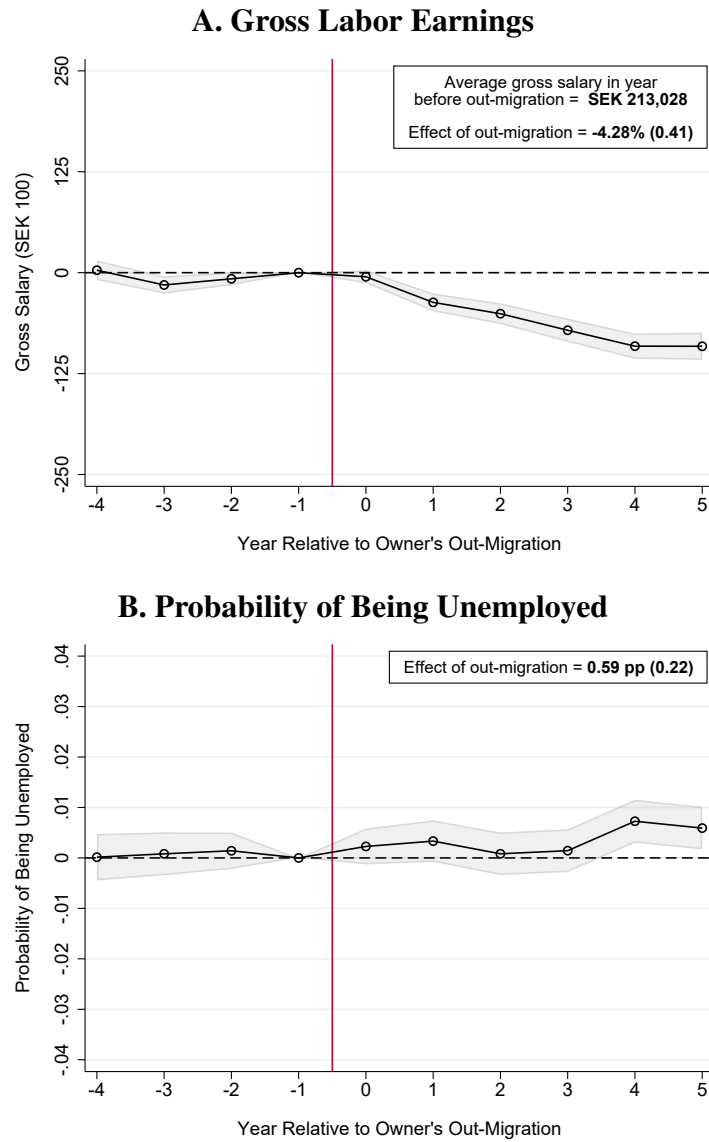 A. Gross Labor Earnings
Average gross salary in year
before out-migration = SEK 213,028
Effect of out-migration = -4.28% (0.41)
Gross Salary (SEK 100)
250
125
0
-125
-250
-4 -3 -2 -1 0 1 2 3 4 5
Year Relative to Owner's Out-Migration
B. Probability of Being Unemployed
Effect of out-migration = 0.59 pp (0.22)
Probability of Being Unemployed
.04
.03
.02
.01
0
-.01
-.02
-.03
-.04
-4 -3 -2 -1 0 1 2 3 4 5
Year Relative to Owner's Out-Migration